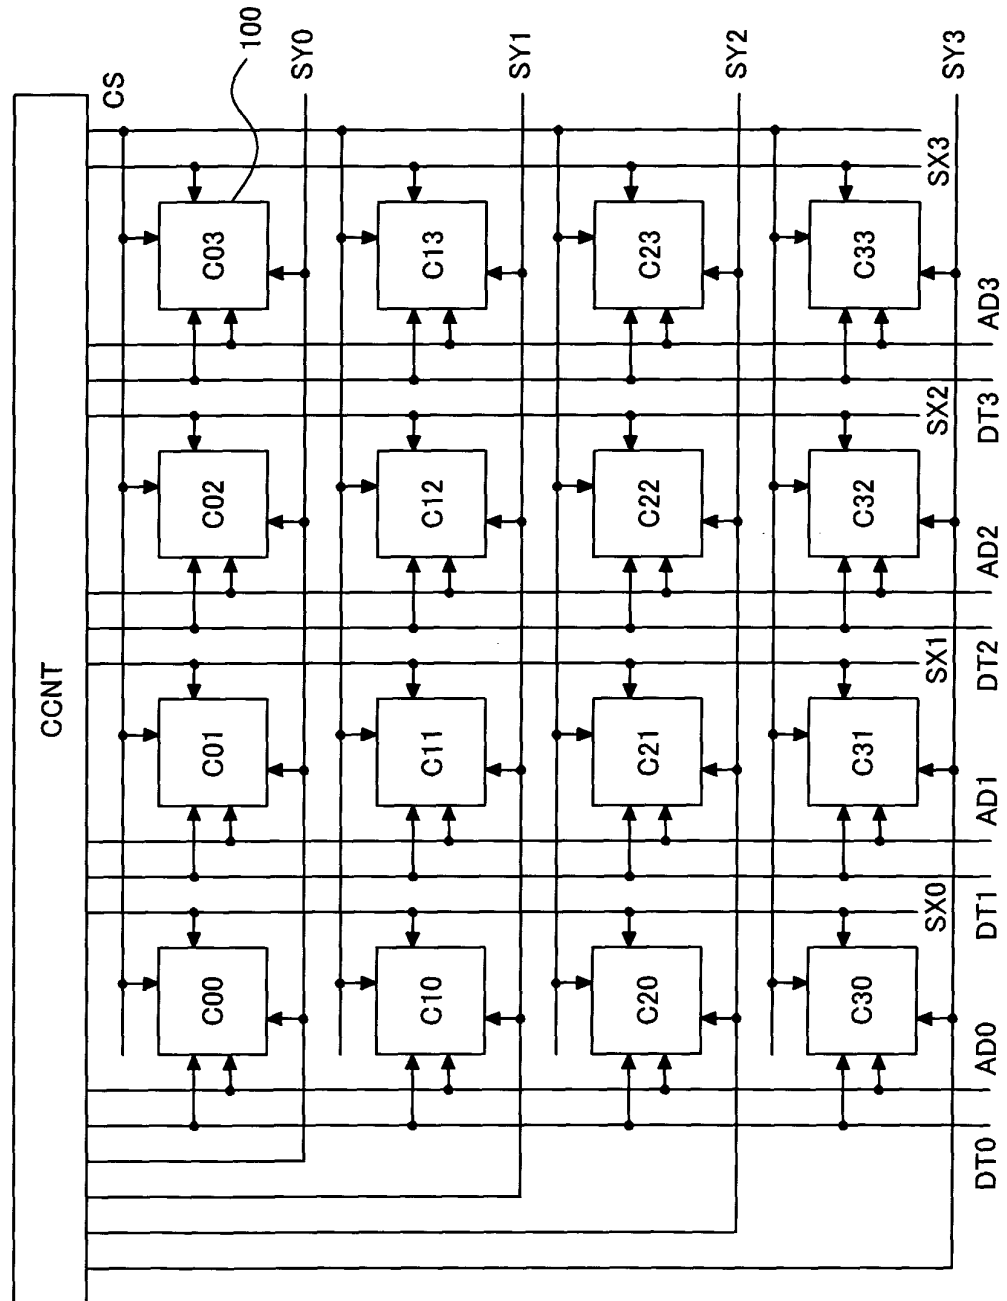 CCNT
CS
C00 C01 C02 C03
100
SY0
C10 C11 C12 C13
SY1
C20 C21 C22 C23
SY2
C30 C31 C32 C33
SX0 SX1 SX2 SX3
SY3
DT0 AD0 DT1 AD1 DT2 AD2 DT3 AD3